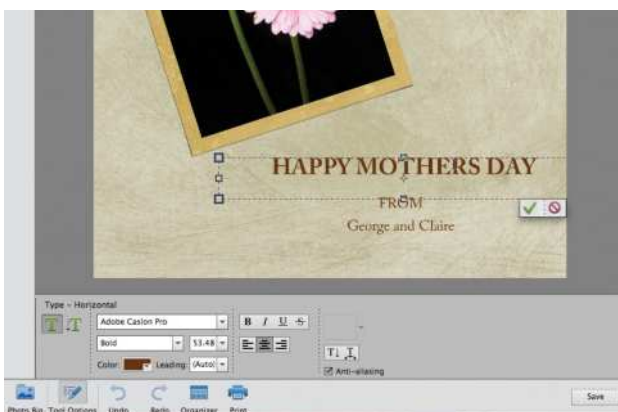 HAPPY MOTHERS DAY
FROM
George and Claire
Type - Horizontal
T T
Adobe Caslon Pro
B I U S
Bold
53.48
Color:
Leading:
(Auto)
T T
Anti-aliasing
Photo Bin
Tool Options
Undo
Redo
Organizer
Print
Save